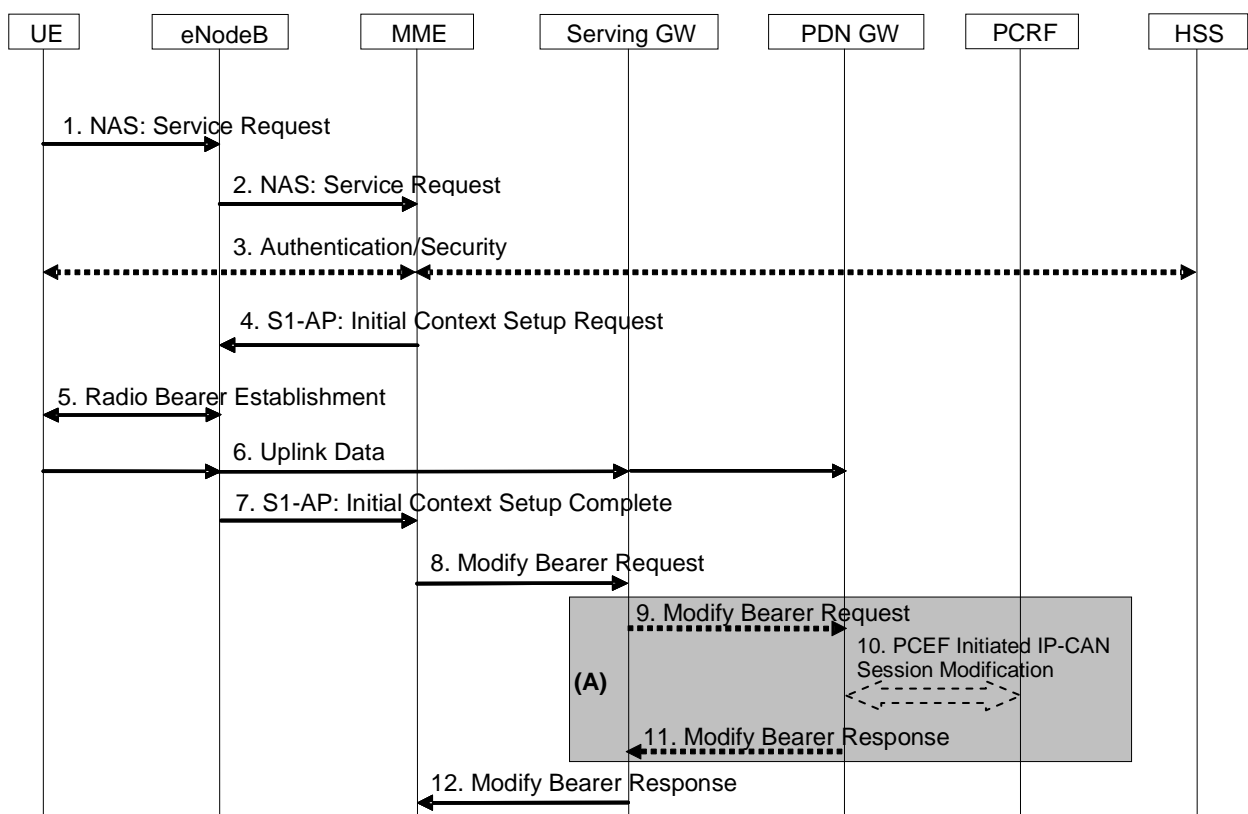 UE eNodeB MME Serving GW PDN GW PCRF HSS
1. NAS: Service Request
2. NAS: Service Request
3. Authentication/Security
4. S1-AP: Initial Context Setup Request
5. Radio Bearer Establishment
6. Uplink Data
7. S1-AP: Initial Context Setup Complete
8. Modify Bearer Request
9. Modify Bearer Request
10. PCEF Initiated IP-CAN
Session Modification
(A)
11. Modify Bearer Response
12. Modify Bearer Response